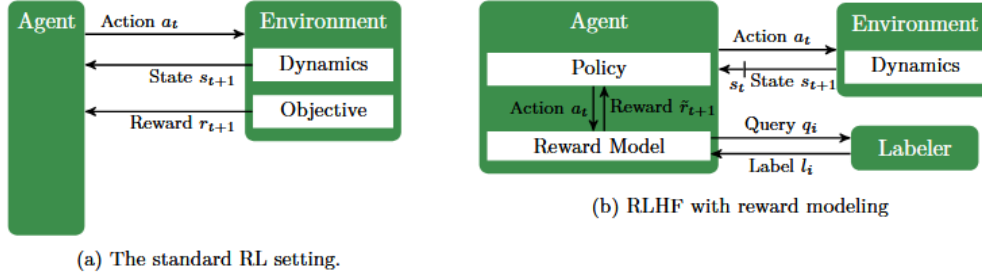 Agent
Action a_t
Environment
Dynamics
State s_{t+1}
Objective
Reward r_{t+1}
(a) The standard RL setting.
Agent
Policy
Action a_t
Reward r̃_{t+1}
Reward Model
Action a_t
Environment
Dynamics
s_t
State s_{t+1}
Query q_i
Labeler
Label l_i
(b) RLHF with reward modeling